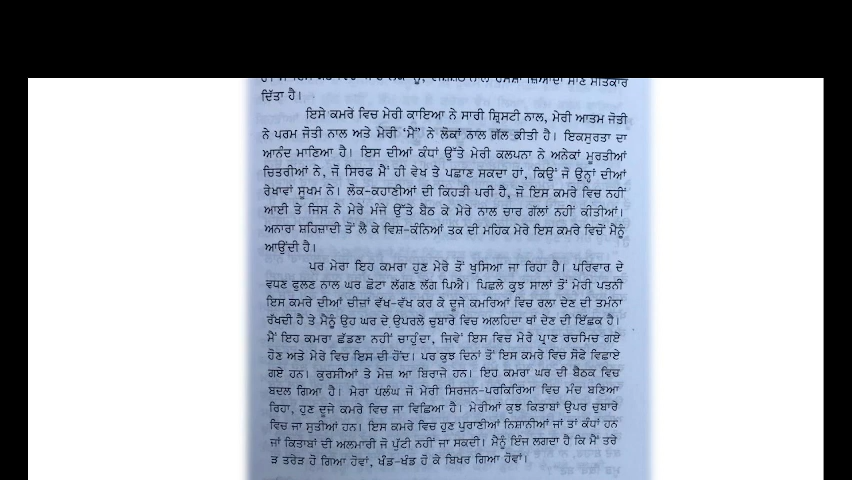 ਦਿੱਤਾ ਹੈ।
ਇਸੇ ਕਮਰੇ ਵਿਚ ਮੇਰੀ ਕਾਇਆ ਨੇ ਸਾਰੀ ਸ਼੍ਰਿਸਟੀ ਨਾਲ, ਮੇਰੀ ਆਤਮ ਜੋਤੀ
ਨੇ ਪਰਮ ਜੋਤੀ ਨਾਲ ਅਤੇ ਮੇਰੀ ‘ਮੈਂ’ ਨੇ ਲੋਕਾਂ ਨਾਲ ਗੱਲ ਕੀਤੀ ਹੈ। ਇਕਸੁਰਤਾ ਦਾ
ਆਨੰਦ ਮਾਣਿਆ ਹੈ। ਇਸ ਦੀਆਂ ਕੰਧਾਂ ਉੱਤੇ ਮੇਰੀ ਕਲਪਨਾ ਨੇ ਅਨੇਕਾਂ ਮੂਰਤੀਆਂ
ਚਿਤਰੀਆਂ ਨੇ, ਜੋ ਸਿਰਫ ਮੈਂ ਹੀ ਵੇਖ ਤੇ ਪਛਾਣ ਸਕਦਾ ਹਾਂ, ਕਿਉਂ ਜੋ ਉਨ੍ਹਾਂ ਦੀਆਂ
ਰੇਖਾਵਾਂ ਸੂਖਮ ਨੇ। ਲੋਕ-ਕਹਾਣੀਆਂ ਦੀ ਕਿਹੜੀ ਪਰੀ ਹੈ, ਜੋ ਇਸ ਕਮਰੇ ਵਿਚ ਨਹੀਂ
ਆਈ ਤੇ ਜਿਸ ਨੇ ਮੇਰੇ ਮੰਜੇ ਉੱਤੇ ਬੈਠ ਕੇ ਮੇਰੇ ਨਾਲ ਚਾਰ ਗੱਲਾਂ ਨਹੀਂ ਕੀਤੀਆਂ।
ਅਨਾਰਾ ਸ਼ਹਿਜ਼ਾਦੀ ਤੋਂ ਲੈ ਕੇ ਵਿਸ਼-ਕੰਨਿਆਂ ਤਕ ਦੀ ਮਹਿਕ ਮੇਰੇ ਇਸ ਕਮਰੇ ਵਿਚੋਂ ਮੈਨੂੰ
ਆਉਂਦੀ ਹੈ।
ਪਰ ਮੇਰਾ ਇਹ ਕਮਰਾ ਹੁਣ ਮੇਰੇ ਤੋਂ ਖੁਸਿਆ ਜਾ ਰਿਹਾ ਹੈ। ਪਰਿਵਾਰ ਦੇ
ਵਧਣ ਫੁਲਣ ਨਾਲ ਘਰ ਛੋਟਾ ਲੱਗਣ ਲੱਗ ਪਿਐ। ਪਿਛਲੇ ਕੁਝ ਸਾਲਾਂ ਤੋਂ ਮੇਰੀ ਪਤਨੀ
ਇਸ ਕਮਰੇ ਦੀਆਂ ਚੀਜ਼ਾਂ ਵੱਖ-ਵੱਖ ਕਰ ਕੇ ਦੂਜੇ ਕਮਰਿਆਂ ਵਿਚ ਰਲਾ ਦੇਣ ਦੀ ਤਮੰਨਾ
ਰੱਖਦੀ ਹੈ ਤੇ ਮੈਨੂੰ ਉਹ ਘਰ ਦੇ ਉਪਰਲੇ ਚੁਬਾਰੇ ਵਿਚ ਅਲਹਿਦਾ ਥਾਂ ਦੇਣ ਦੀ ਇੱਛਕ ਹੈ।
ਮੈਂ ਇਹ ਕਮਰਾ ਛੱਡਣਾ ਨਹੀਂ ਚਾਹੁੰਦਾ, ਜਿਵੇਂ ਇਸ ਵਿਚ ਮੇਰੇ ਪ੍ਰਾਣ ਰਚਮਿਚ ਗਏ
ਹੋਣ ਅਤੇ ਮੇਰੇ ਵਿਚ ਇਸ ਦੀ ਹੋਂਦ। ਪਰ ਕੁਝ ਦਿਨਾਂ ਤੋਂ ਇਸ ਕਮਰੇ ਵਿਚ ਸੋਫੇ ਵਿਛਾਏ
ਗਏ ਹਨ। ਕੁਰਸੀਆਂ ਤੇ ਮੇਜ਼ ਆ ਬਿਰਾਜੇ ਹਨ। ਇਹ ਕਮਰਾ ਘਰ ਦੀ ਬੈਠਕ ਵਿਚ
ਬਦਲ ਗਿਆ ਹੈ। ਮੇਰਾ ਪਲੰਘ ਜੋ ਮੇਰੀ ਸਿਰਜਨ-ਪਰਕਿਰਿਆ ਵਿਚ ਮੰਚ ਬਣਿਆ
ਰਿਹਾ, ਹੁਣ ਦੂਜੇ ਕਮਰੇ ਵਿਚ ਜਾ ਵਿਛਿਆ ਹੈ। ਮੇਰੀਆਂ ਕੁਝ ਕਿਤਾਬਾਂ ਉਪਰ ਚੁਬਾਰੇ
ਵਿਚ ਜਾ ਸੁਤੀਆਂ ਹਨ। ਇਸ ਕਮਰੇ ਵਿਚ ਹੁਣ ਪੁਰਾਣੀਆਂ ਨਿਸ਼ਾਨੀਆਂ ਜਾਂ ਤਾਂ ਕੰਧਾਂ ਹਨ
ਜਾਂ ਕਿਤਾਬਾਂ ਦੀ ਅਲਮਾਰੀ ਜੋ ਪੁੱਟੀ ਨਹੀਂ ਜਾ ਸਕਦੀ। ਮੈਨੂੰ ਇੰਜ ਲਗਦਾ ਹੈ ਕਿ ਮੈਂ ਤਰੇ
ੜ ਤਰੇੜ ਹੋ ਗਿਆ ਹੋਵਾਂ, ਖੰਡ-ਖੰਡ ਹੋ ਕੇ ਬਿਖਰ ਗਿਆ ਹੋਵਾਂ।